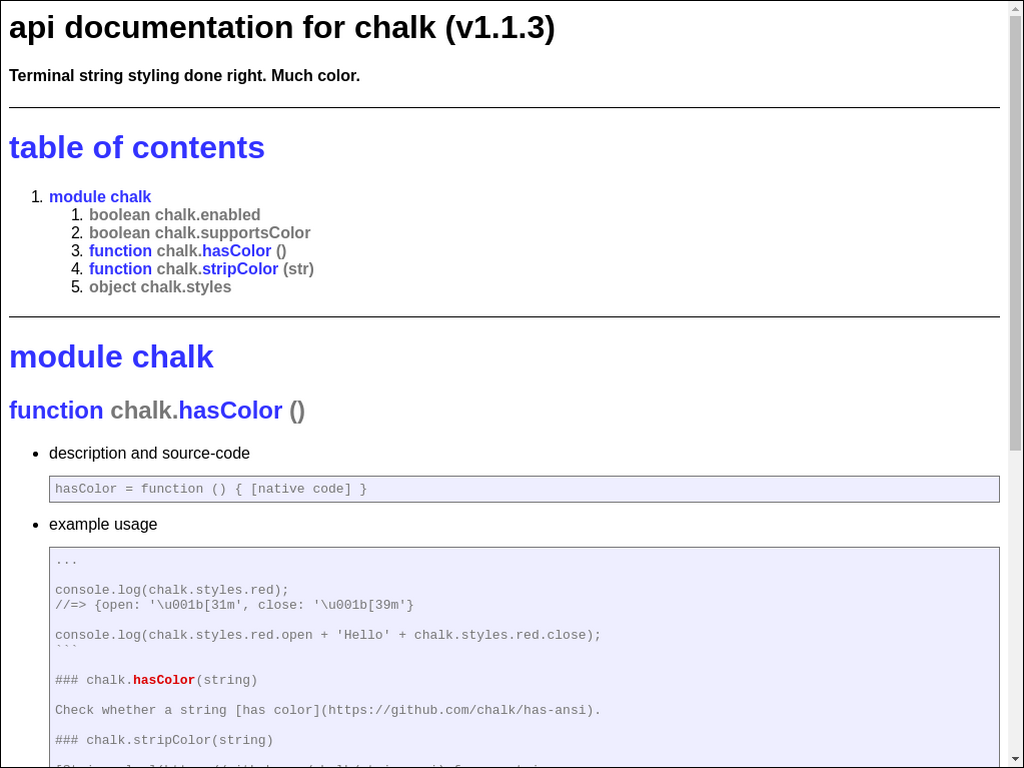 api documentation for chalk (v1.1.3)
Terminal string styling done right. Much color.
table of contents
1. module chalk
1. boolean chalk.enabled
2. boolean chalk.supportsColor
3. function chalk.hasColor ()
4. function chalk.stripColor (str)
5. object chalk.styles
module chalk
function chalk.hasColor ()
• description and source-code
hasColor = function () { [native code] }
• example usage
...
console.log(chalk.styles.red);
//=> {open: '\u001b[31m', close: '\u001b[39m'}
console.log(chalk.styles.red.open + 'Hello' + chalk.styles.red.close);
```
### chalk.hasColor(string)
Check whether a string [has color](https://github.com/chalk/has-ansi).
### chalk.stripColor(string)